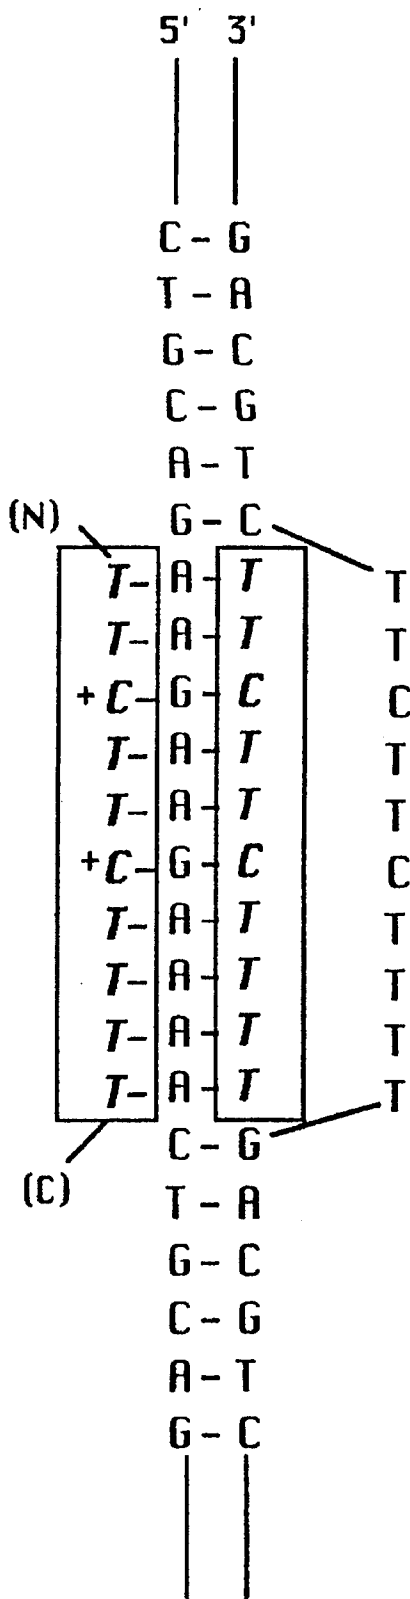 5' 3'
C - G
T - A
G - C
C - G
A - T
(N) G - C
T - A - T T
T - A - T T
+ C - G - C C
T - A - T T
T - A - T T
+ C - G - C C
T - A - T T
T - A - T T
T - A - T T
T - A - T T
C - G
(C) T - A
G - C
C - G
A - T
G - C